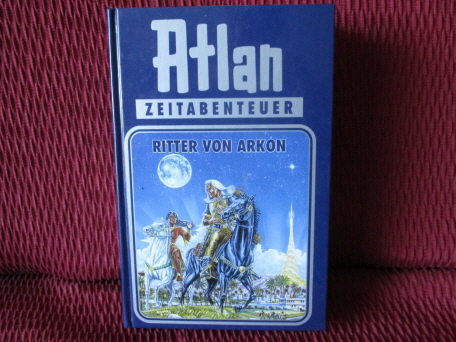 Atlan
ZEITABENTEUER
RITTER VON ARKON